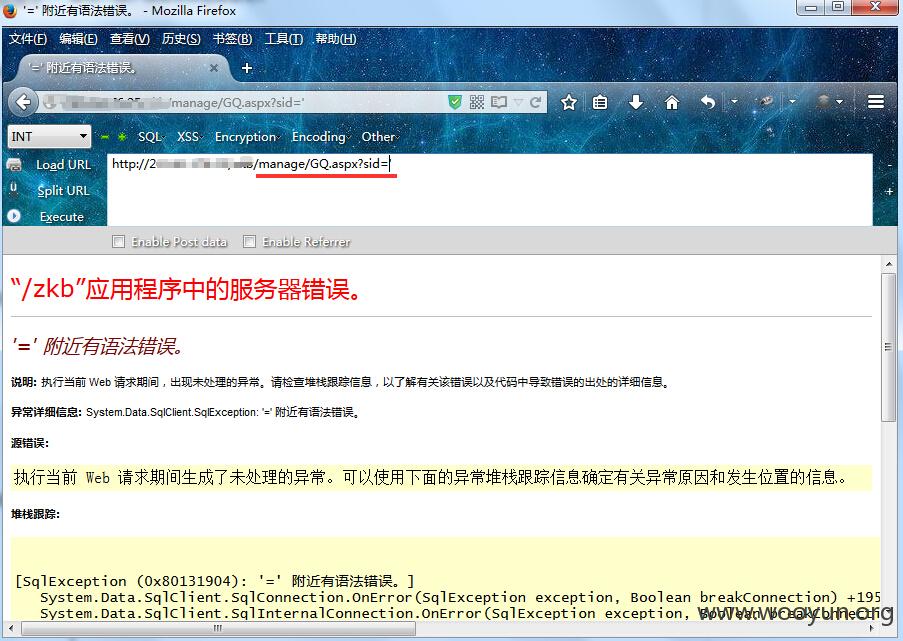 '=' 附近有语法错误。 - Mozilla Firefox
文件(F) 编辑(E) 查看(V) 历史(S) 书签(B) 工具(T) 帮助(H)
'=' 附近有语法错误。
/manage/GQ.aspx?sid='
INT SQL XSS Encryption Encoding Other
Load URL
http://2 /manage/GQ.aspx?sid='
Split URL
Execute
Enable Post data Enable Referrer
“/zkb”应用程序中的服务器错误。
'=' 附近有语法错误。
说明: 执行当前 Web 请求期间，出现未处理的异常。请检查堆栈跟踪信息，以了解有关该错误以及代码中导致错误的出处的详细信息。
异常详细信息: System.Data.SqlClient.SqlException: '=' 附近有语法错误。
源错误:
执行当前 Web 请求期间生成了未处理的异常。可以使用下面的异常堆栈跟踪信息确定有关异常原因和发生位置的信息。
堆栈跟踪:
[SqlException (0x80131904): '=' 附近有语法错误。]
System.Data.SqlClient.SqlConnection.OnError(SqlException exception, Boolean breakConnection) +195
System.Data.SqlClient.SqlInternalConnection.OnError(SqlException exception, Boolean breakConnection
www.wooyun.org